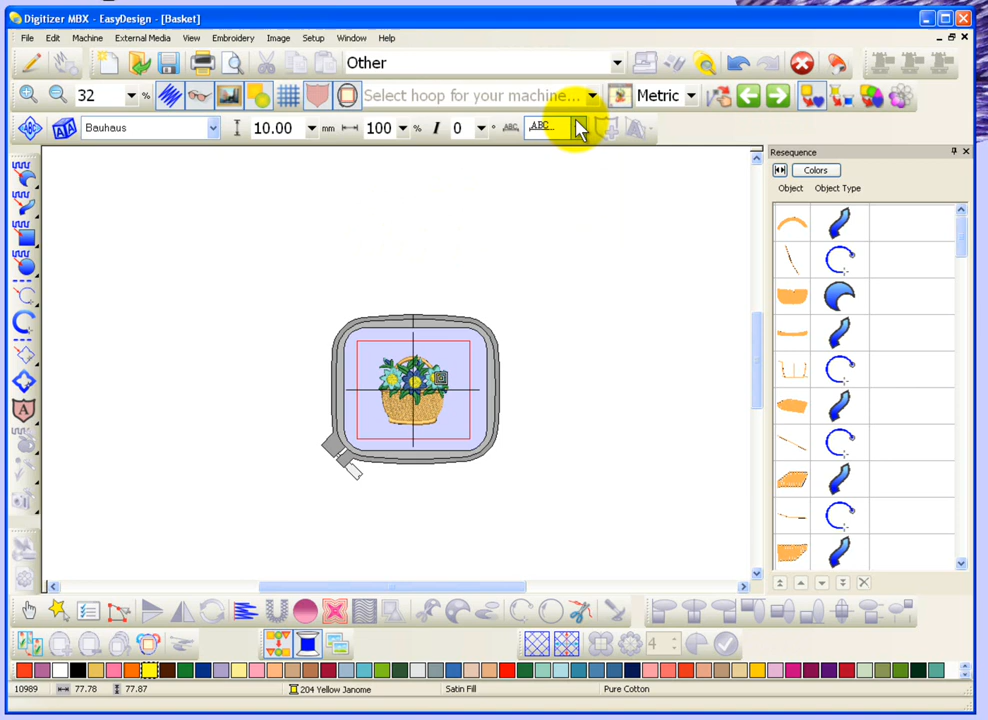 Digitizer MBX - EasyDesign - [Basket]
File Edit Machine External Media View Embroidery Image Setup Window Help
Other
32 % Select hoop for your machine... Metric
ABC Bauhaus 10.00 mm 100 % 0 ° ABC ABC
Resequence
Colors
Object Object Type
A
4
10989 77.78 77.87 204 Yellow Janome Satin Fill Pure Cotton